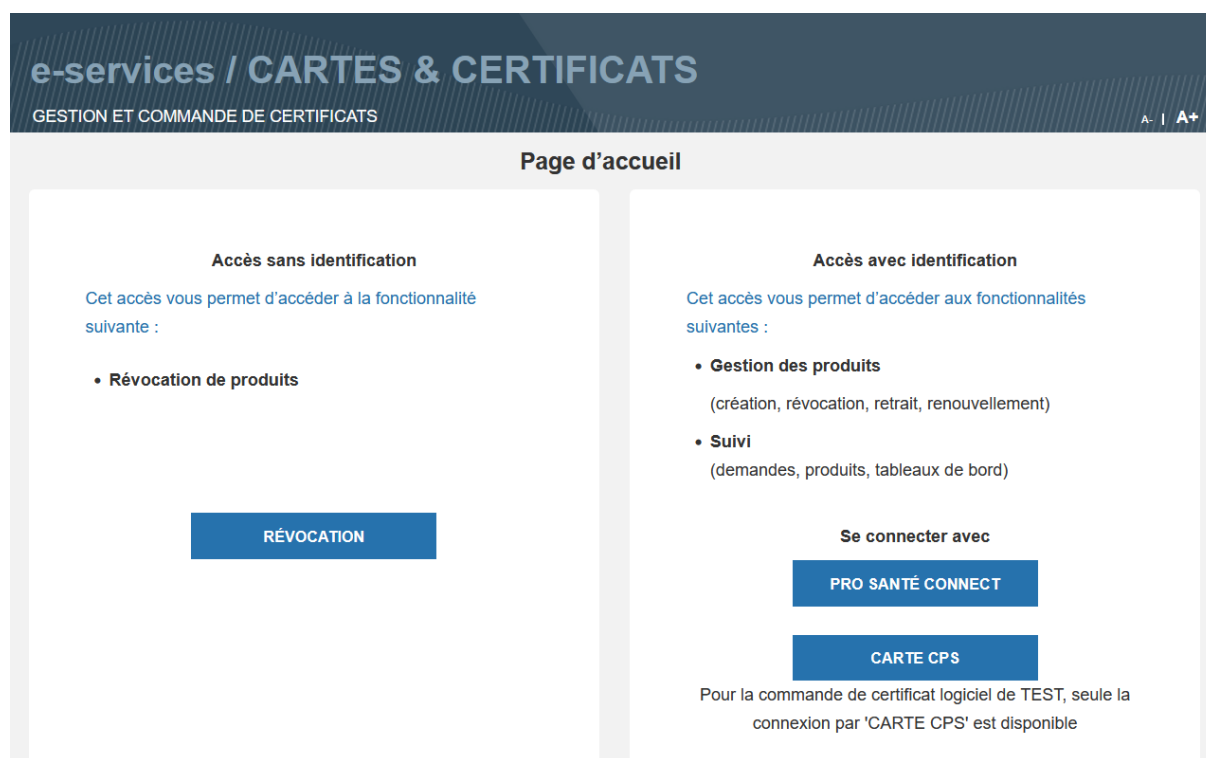 e-services / CARTES & CERTIFICATS
GESTION ET COMMANDE DE CERTIFICATS
A- | A+
Page d'accueil
Accès sans identification
Cet accès vous permet d'accéder à la fonctionnalité
suivante :
• Révocation de produits
RÉVOCATION
Accès avec identification
Cet accès vous permet d'accéder aux fonctionnalités
suivantes :
• Gestion des produits
(création, révocation, retrait, renouvellement)
• Suivi
(demandes, produits, tableaux de bord)
Se connecter avec
PRO SANTÉ CONNECT
CARTE CPS
Pour la commande de certificat logiciel de TEST, seule la
connexion par 'CARTE CPS' est disponible